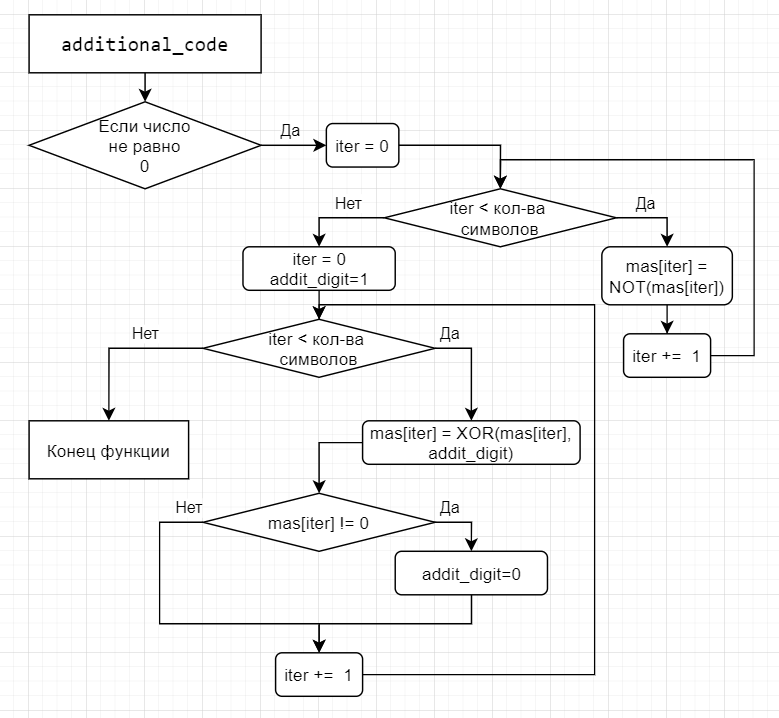 additional_code
Если число
не равно
0
Да
iter = 0
iter < кол-ва
символов
Нет
Да
iter = 0
addit_digit=1
mas[iter] =
NOT(mas[iter])
iter += 1
iter < кол-ва
символов
Нет
Да
Конец функции
mas[iter] = XOR(mas[iter],
addit_digit)
mas[iter] != 0
Нет
Да
addit_digit=0
iter += 1